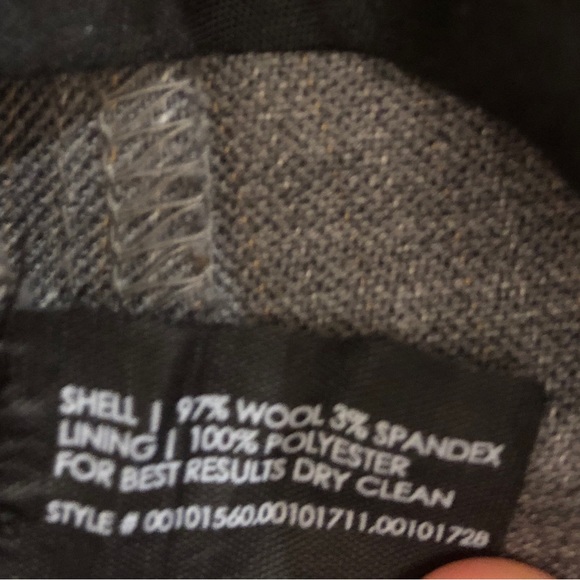 SHELL | 97% WOOL 3% SPANDEX
LINING | 100% POLYESTER
FOR BEST RESULTS DRY CLEAN
STYLE # 00101560,00101711,00101728